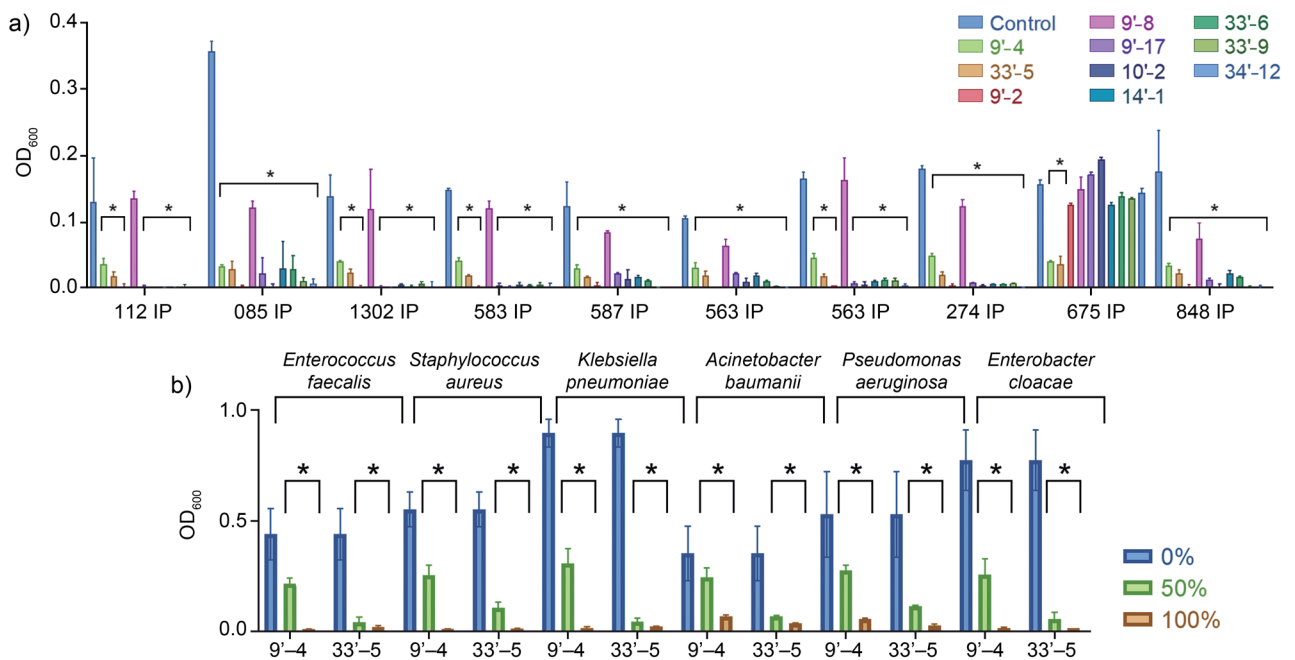 a)
OD600
0.4
0.3
0.2
0.1
0.0
Control
9'–4
33'–5
9'–2
9'–8
9'–17
10'–2
14'–1
33'–6
33'–9
34'–12
* * * * * * * * * * * * * * *
112 IP 085 IP 1302 IP 583 IP 587 IP 563 IP 563 IP 274 IP 675 IP 848 IP
b)
Enterococcus
faecalis
Staphylococcus
aureus
Klebsiella
pneumoniae
Acinetobacter
baumanii
Pseudomonas
aeruginosa
Enterobacter
cloacae
OD600
1.0
0.5
0.0
* * * * * * * * * * * *
9’–4 33’–5 9’–4 33’–5 9’–4 33’–5 9’–4 33’–5 9’–4 33’–5 9’–4 33’–5
0%
50%
100%